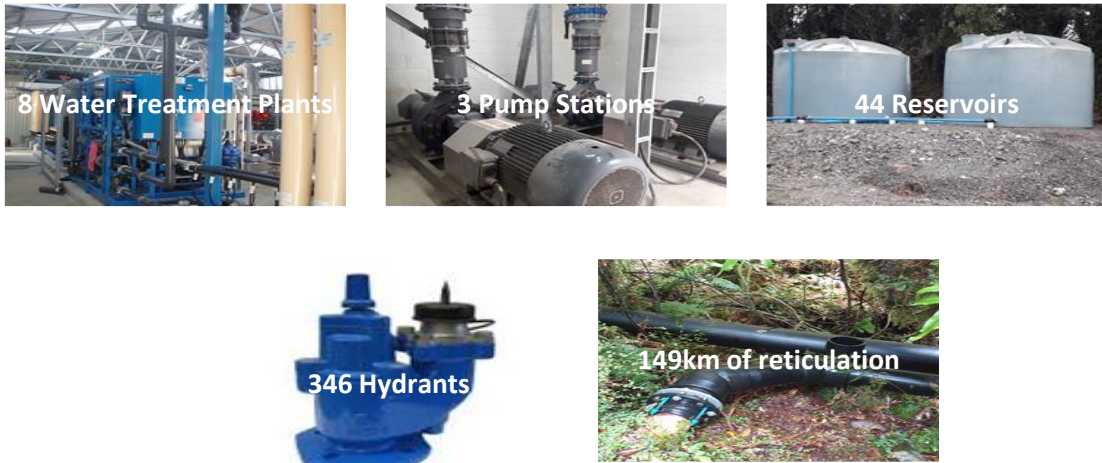 8 Water Treatment Plants
3 Pump Stations
44 Reservoirs
346 Hydrants
149km of reticulation